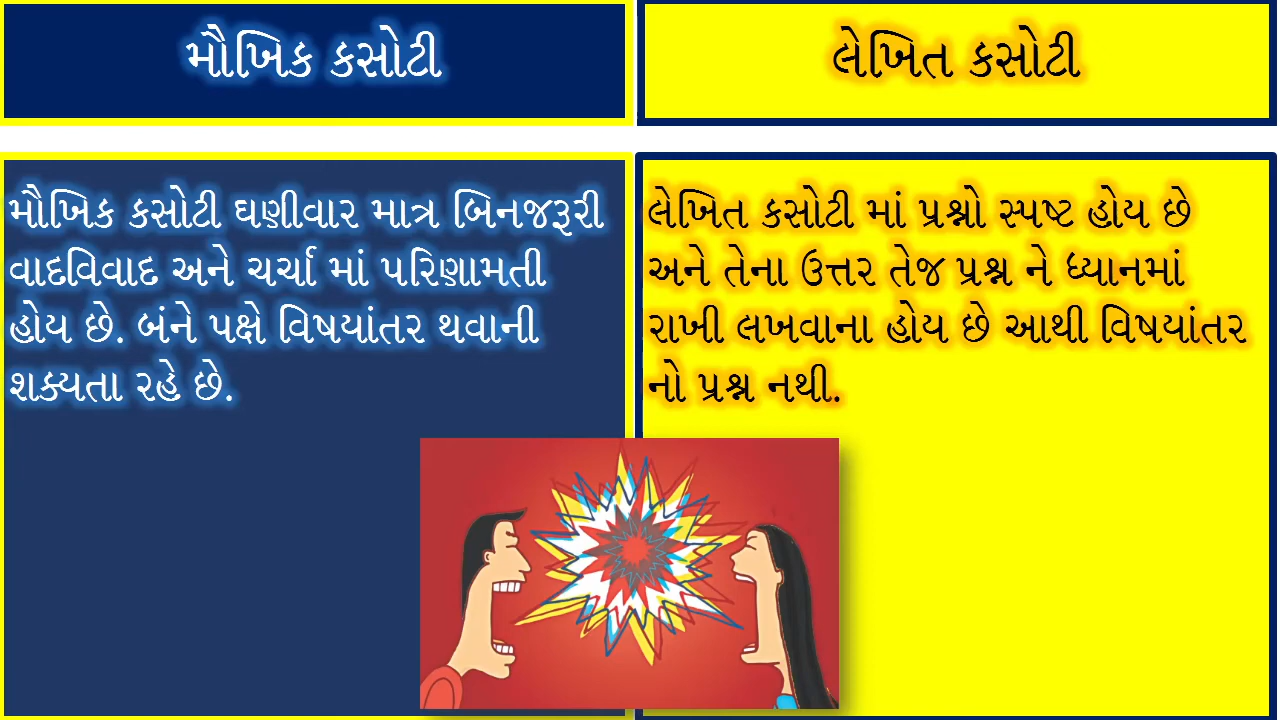 મૌખિક કસોટી
લેખિત કસોટી
મૌખિક કસોટી ઘણીવાર માત્ર બિનજરૂરી
વાદવિવાદ અને ચર્ચા માં પરિણામતી
હોય છે. બંને પક્ષે વિષયાંતર થવાની
શક્યતા રહે છે.
લેખિત કસોટી માં પ્રશ્નો સ્પષ્ટ હોય છે
અને તેના ઉત્તર તેજ પ્રશ્ન ને ધ્યાનમાં
રાખી લખવાના હોય છે આથી વિષયાંતર
નો પ્રશ્ન નથી.